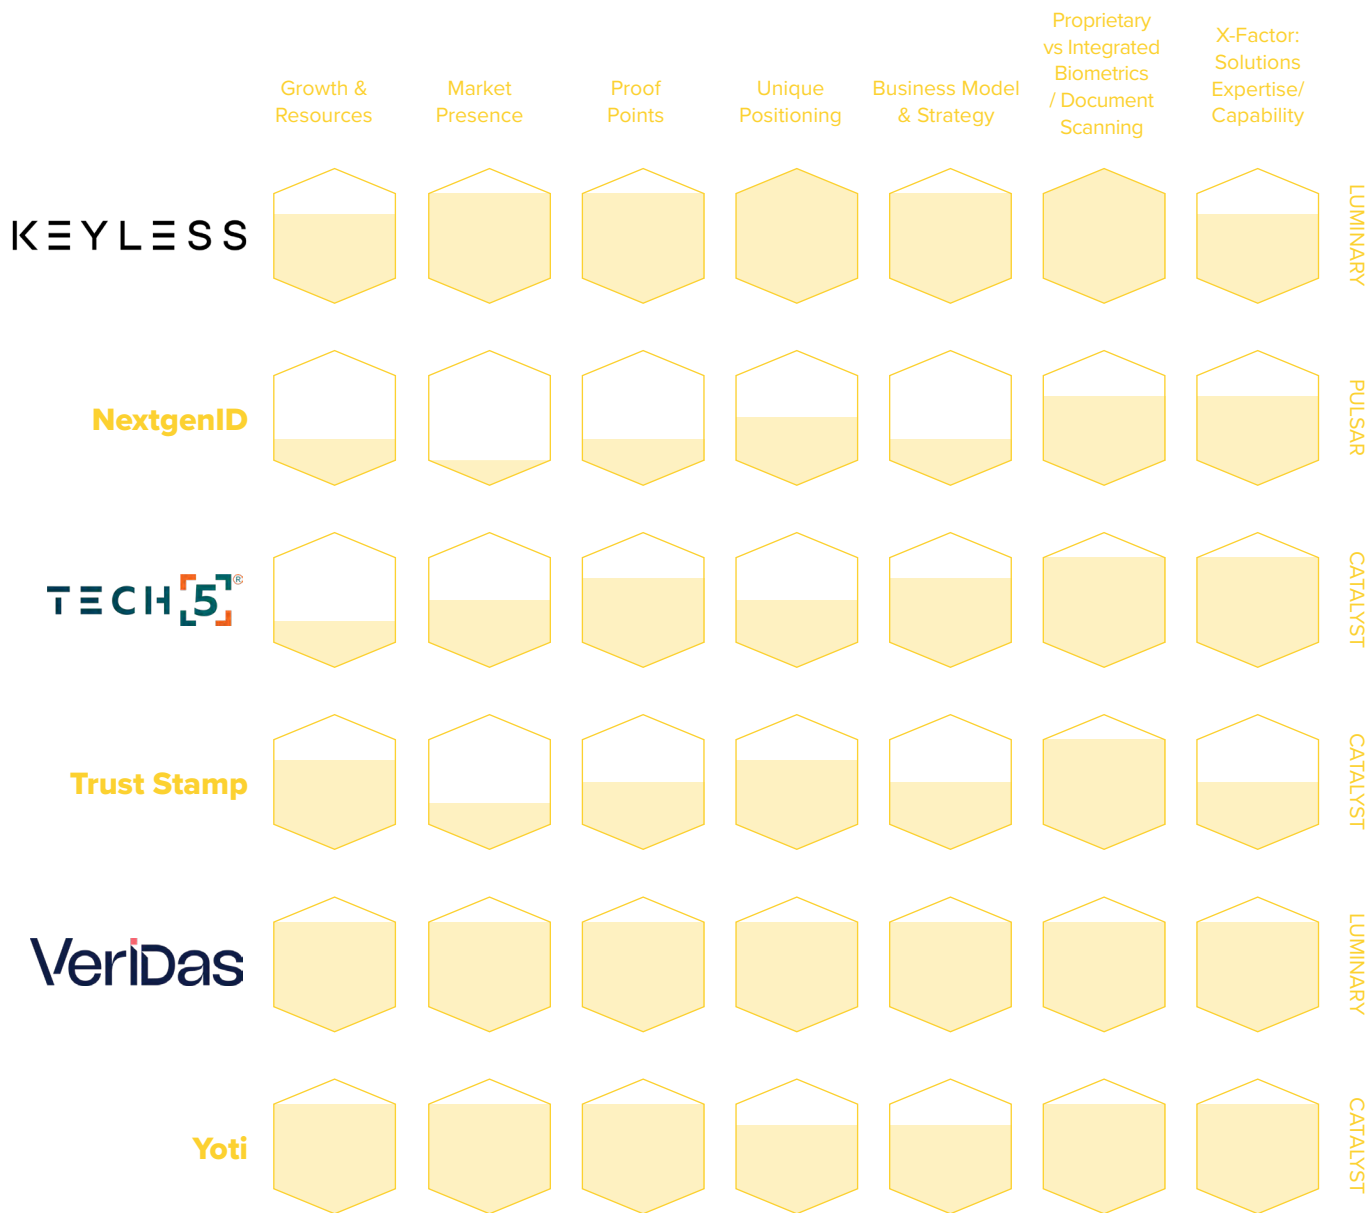 Growth &
Resources
Market
Presence
Proof
Points
Unique
Positioning
Business Model
& Strategy
Proprietary
vs Integrated
Biometrics
/ Document
Scanning
X-Factor:
Solutions
Expertise/
Capability
KEYLESS
LUMINARY
NextgenID
PULSAR
TECH5®
CATALYST
Trust Stamp
CATALYST
VeriDas
LUMINARY
Yoti
CATALYST